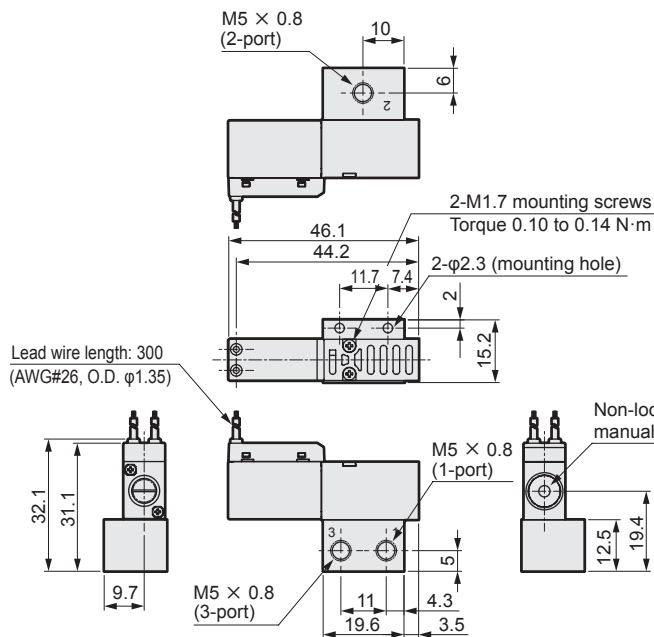 M5 × 0.8
(2-port)
10
6
2
2-M1.7 mounting screws
Torque 0.10 to 0.14 N·m
46.1
44.2
2-φ2.3 (mounting hole)
11.7
7.4
2
15.2
Lead wire length: 300
(AWG#26, O.D. φ1.35)
Non-loc
manual
M5 × 0.8
(1-port)
32.1
31.1
19.4
12.5
3
5
9.7
M5 × 0.8
(3-port)
11
4.3
19.6
3.5